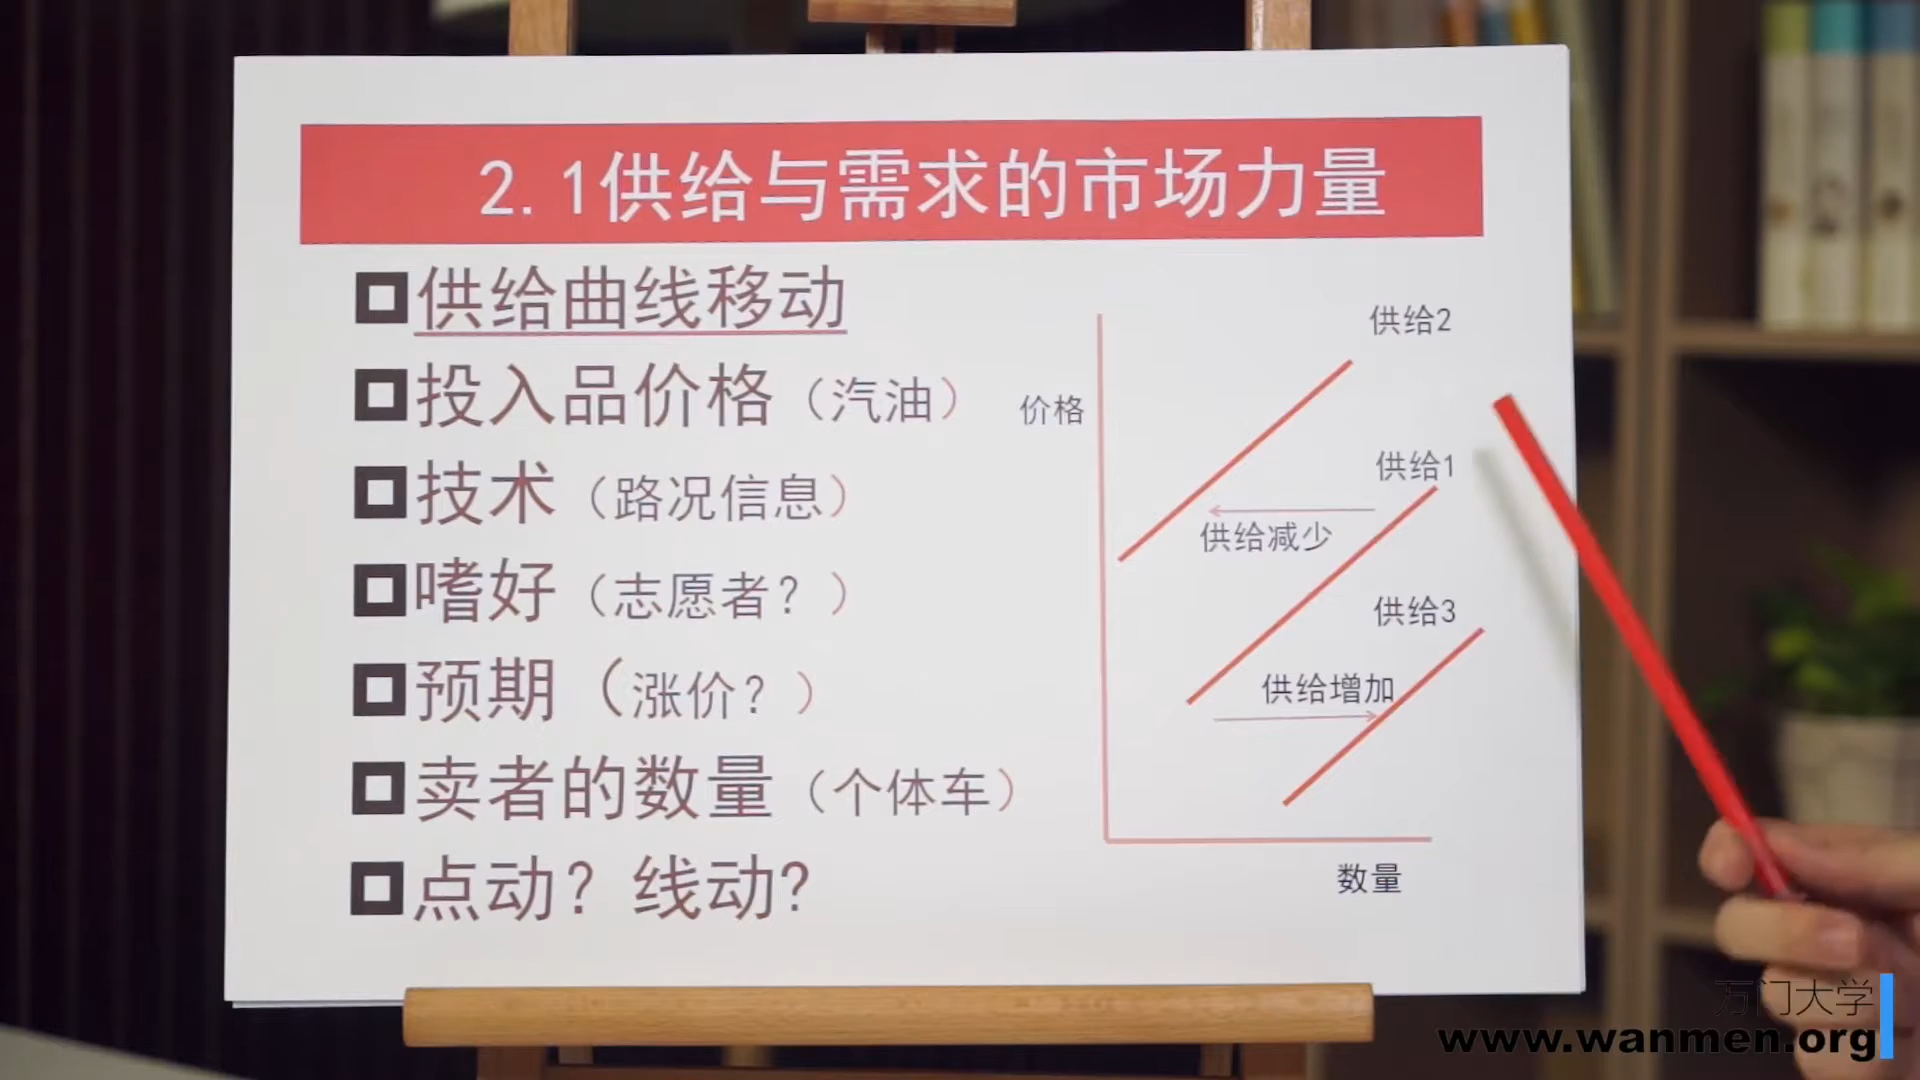 2.1供给与需求的市场力量
供给曲线移动
投入品价格（汽油）
技术（路况信息）
嗜好（志愿者？）
预期（涨价？）
卖者的数量（个体车）
点动？线动？
供给2
价格
供给1
供给减少
供给3
供给增加
数量
万门大学
www.wanmen.org